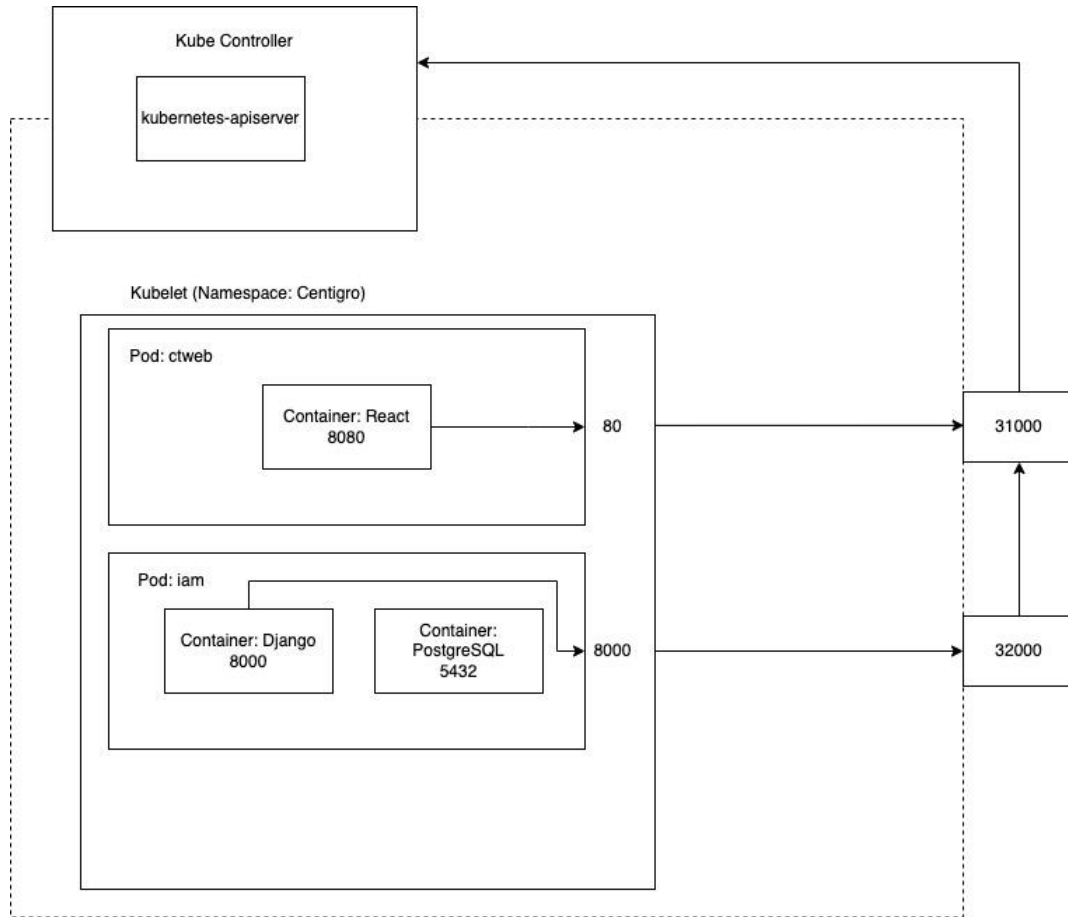 Kube Controller
kubernetes-apiserver
Kubelet (Namespace: Centigro)
Pod: ctweb
Container: React
8080
80
31000
Pod: iam
Container: Django
8000
Container:
PostgreSQL
5432
8000
32000